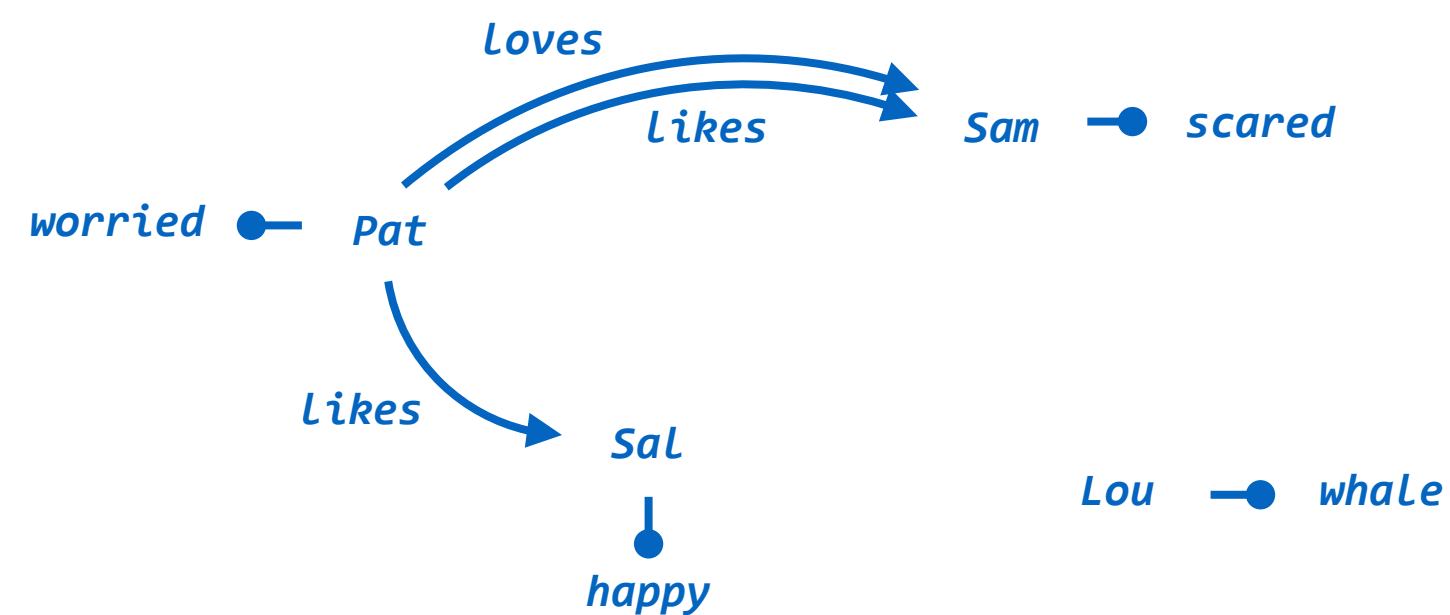 loves
likes
Sam
scared
worried
Pat
likes
Sal
Lou
whale
happy